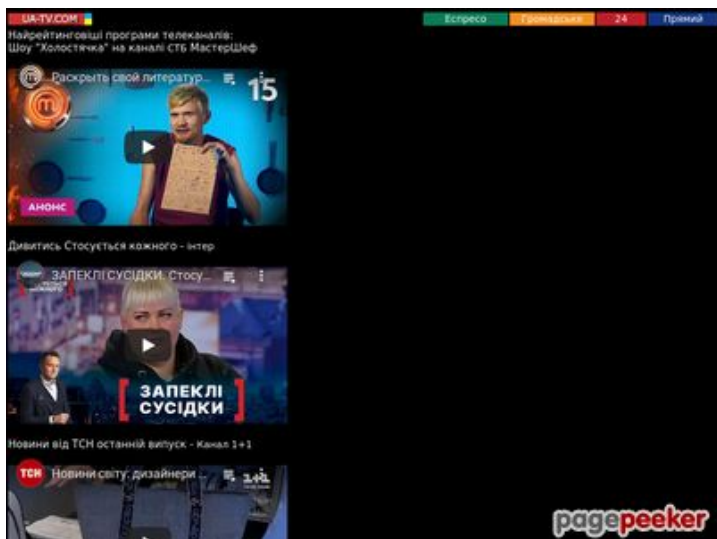 UA-TV.COM
Еспресо Громадське 24 Прямий
Найрейтинговіші програми телеканалів:
Шоу "Холостячка" на каналі СТБ МастерШеф
Раскрыть свой литератур...
15
АНОНС
Дивитись Стосується кожного - інтер
ЗАПЕКЛІ СУСІДКИ. Стосу...
ЗАПЕКЛІ
СУСІДКИ
Новини від ТСН останній випуск - Канал 1+1
ТСН Новини світу: дизайнери ...
1+1
pagepeeker